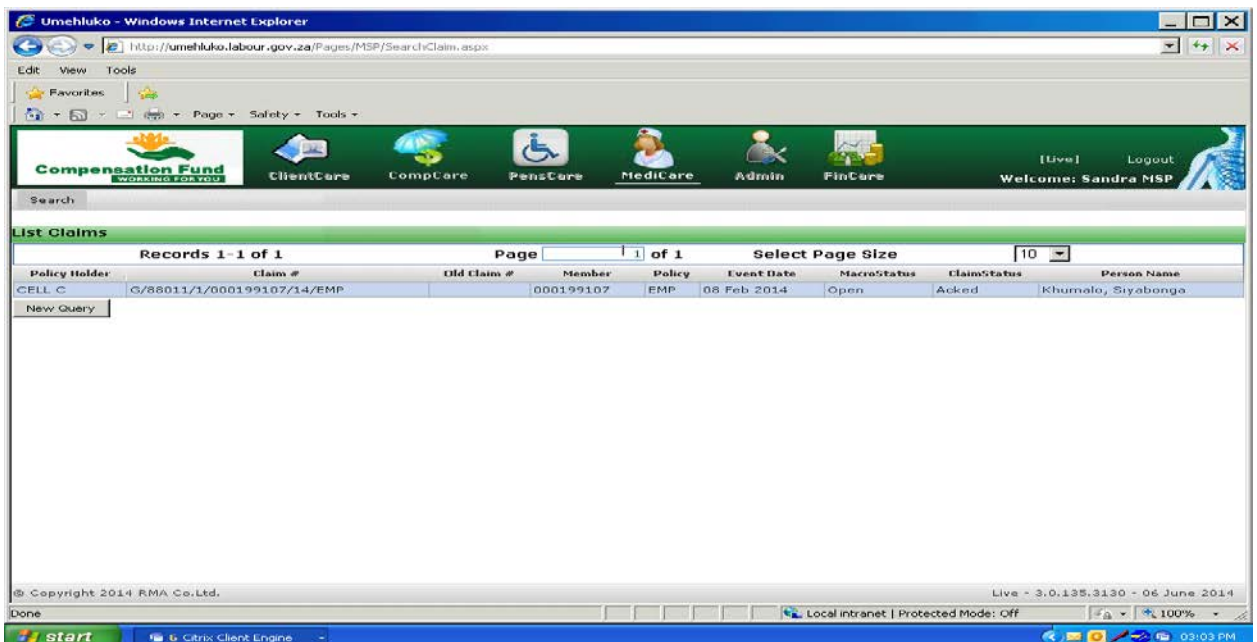 Umehluko - Windows Internet Explorer
http://umehluko.labour.gov.za/Pages/MSP/SearchClaim.aspx
Edit View Tools
Favorites
Page Safety Tools
Compensation Fund
WORKING FOR YOU
ClientCare CompCare PensCare MediCare Admin FinCare
[Live] Logout
Welcome: Sandra MSP
Search
List Claims
Records 1-1 of 1 Page 1 of 1 Select Page Size 10
Policy Holder Claim # Old Claim # Member Policy Event Date MacroStatus ClaimStatus Person Name
CELL C G/88011/1/000199107/14/EMP 000199107 EMP 08 Feb 2014 Open Acked Khumalo, Siyabonga
New Query
© Copyright 2014 RMA Co.Ltd. Live - 3.0.135.3130 - 06 June 2014
Done Local intranet | Protected Mode: Off 100%
start 6 Citrix Client Engine 03:03 PM